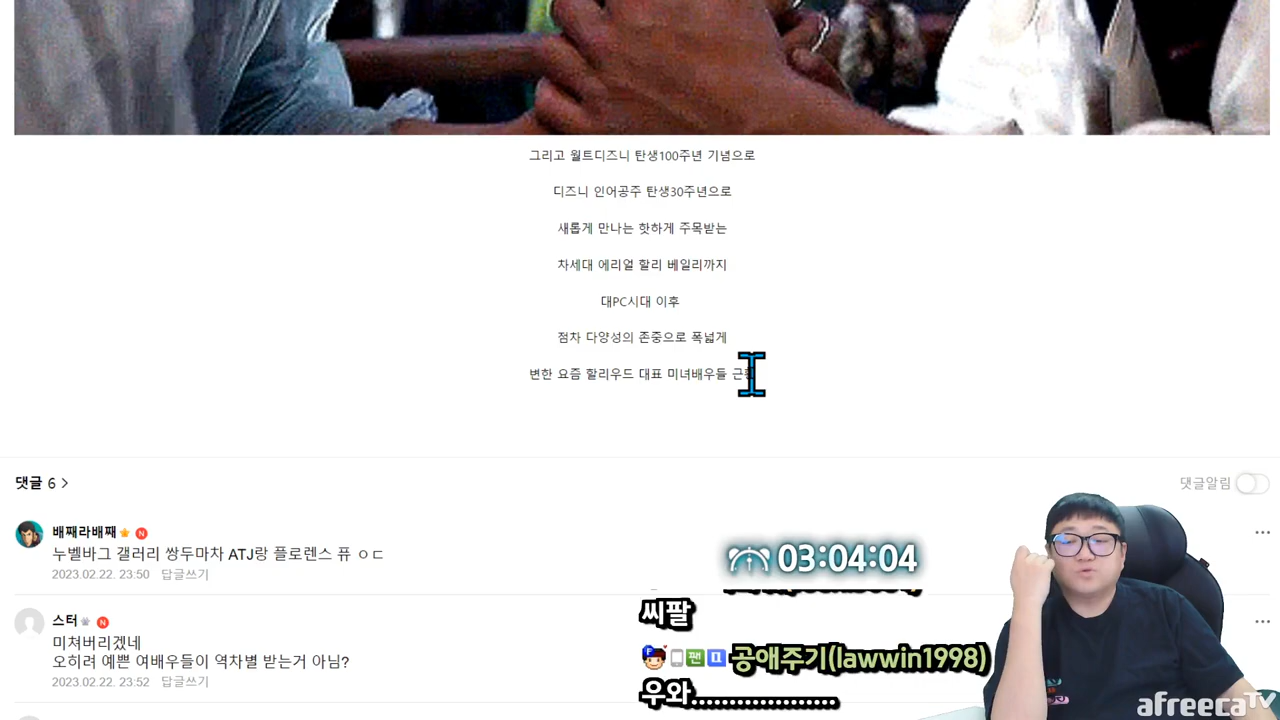 그리고 월트디즈니 탄생100주년 기념으로
디즈니 인어공주 탄생30주년으로
새롭게 만나는 핫하게 주목받는
차세대 에리얼 할리 베일리까지
대PC시대 이후
점차 다양성의 존중으로 폭넓게
변한 요즘 할리우드 대표 미녀배우들
댓글 6 >
댓글알림
배째라배째 N
누벨바그 갤러리 쌍두마차 ATJ랑 플로렌스 퓨 ㅇㄷ
2023.02.22. 23:50 답글쓰기
스터 N
미쳐버리겠네
오히려 예쁜 여배우들이 역차별 받는거 아님?
2023.02.22. 23:52 답글쓰기
03:04:04
씨팔
F 팬 공애주기(lawwin1998)
우와..................
afreecaTV